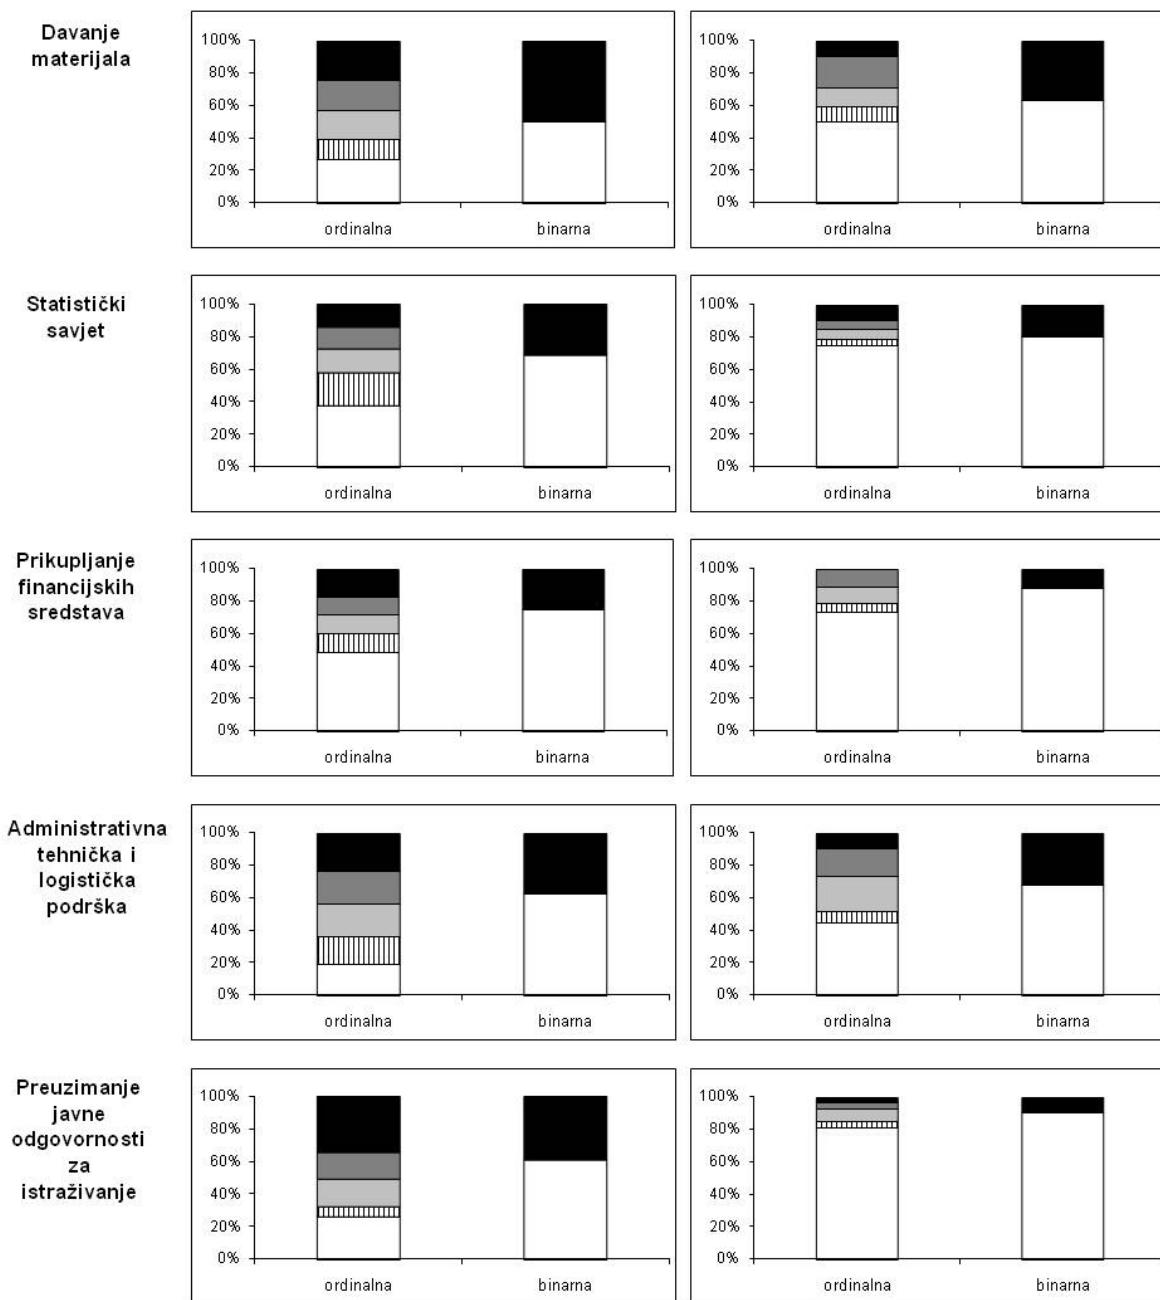 Davanje
materijala
100%
80%
60%
40%
20%
0%
ordinalna binarna
100%
80%
60%
40%
20%
0%
ordinalna binarna
Statistički
savjet
100%
80%
60%
40%
20%
0%
ordinalna binarna
100%
80%
60%
40%
20%
0%
ordinalna binarna
Prikupljanje
financijskih
sredstava
100%
80%
60%
40%
20%
0%
ordinalna binarna
100%
80%
60%
40%
20%
0%
ordinalna binarna
Administrativna
tehnička i
logistička
podrška
100%
80%
60%
40%
20%
0%
ordinalna binarna
100%
80%
60%
40%
20%
0%
ordinalna binarna
Preuzimanje
javne
odgovornosti
za
istraživanje
100%
80%
60%
40%
20%
0%
ordinalna binarna
100%
80%
60%
40%
20%
0%
ordinalna binarna